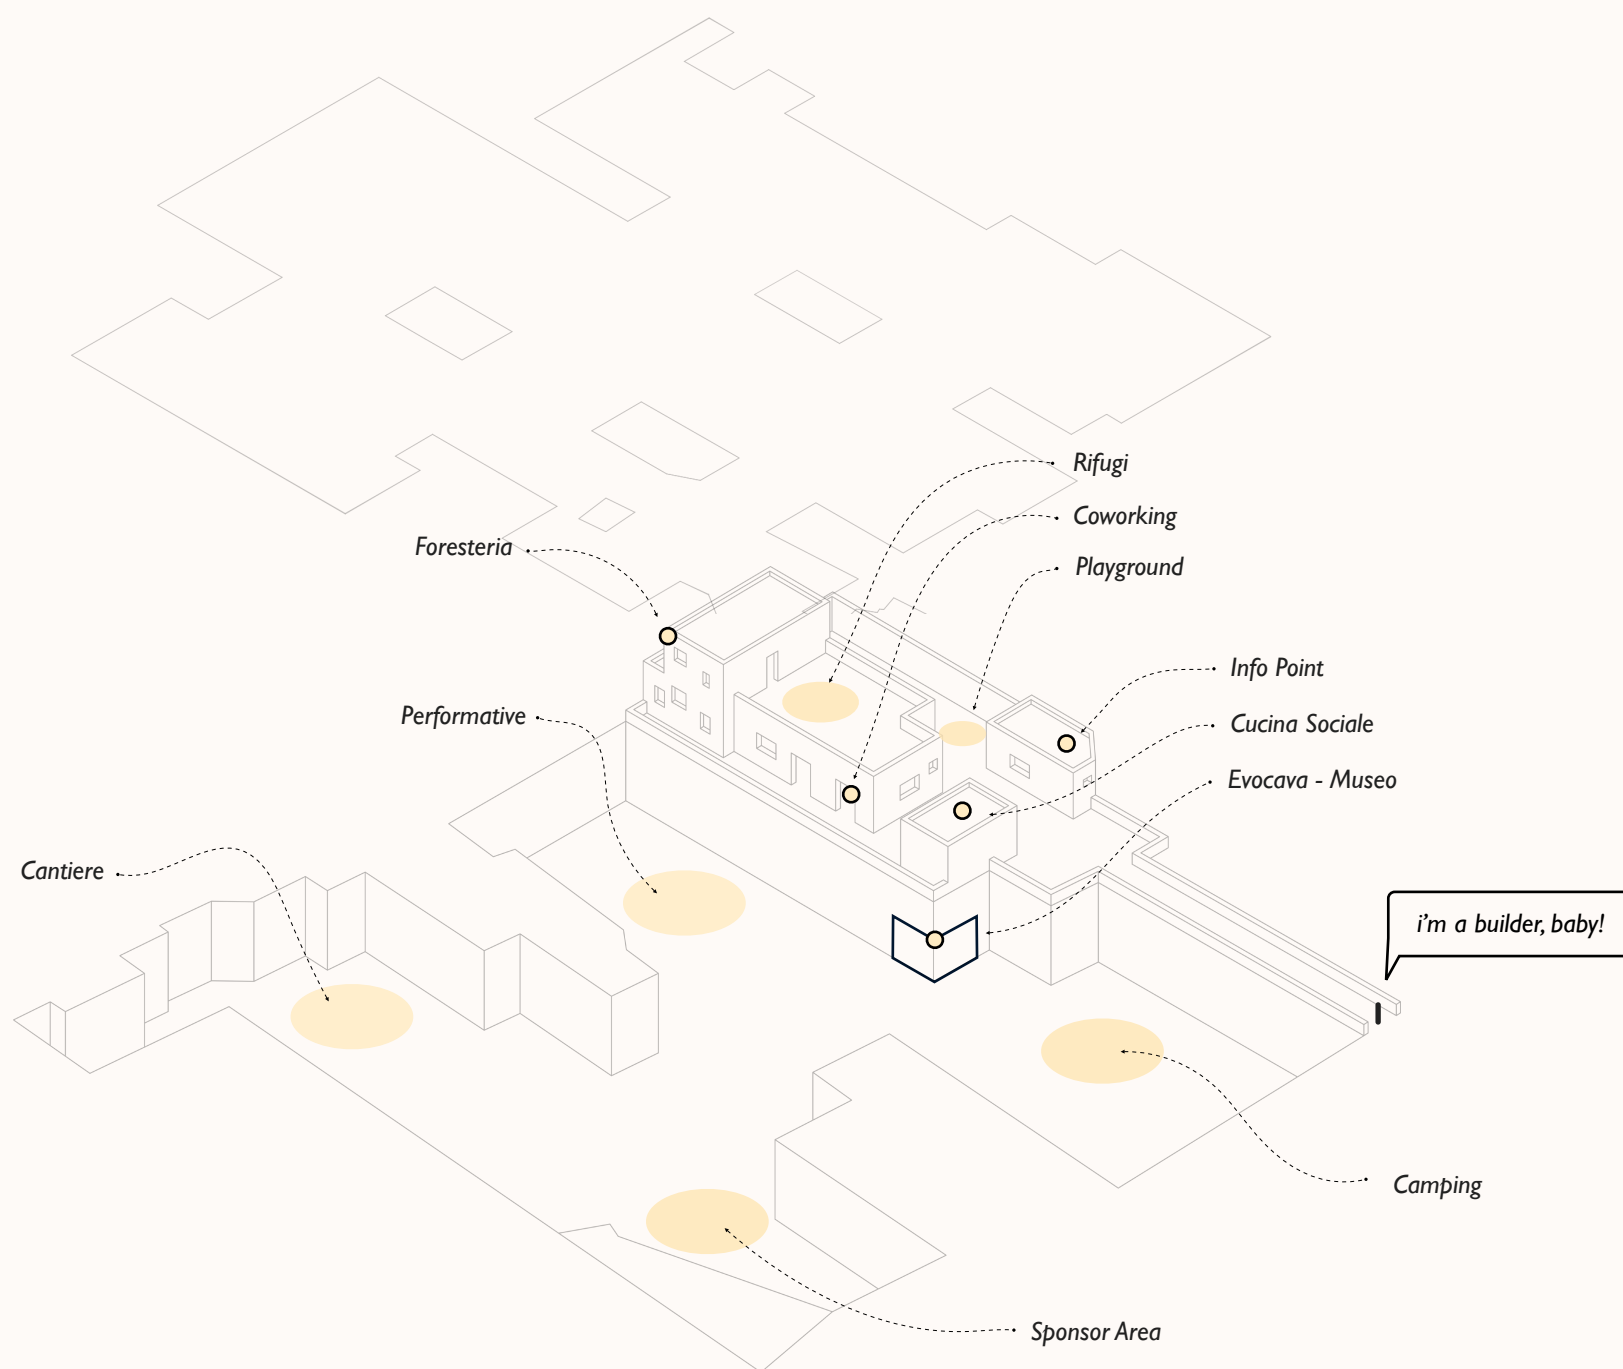 Rifugi
Coworking
Foresteria
Playground
Info Point
Performative
Cucina Sociale
Evocava - Museo
Cantiere
i’m a builder, baby!
Camping
Sponsor Area